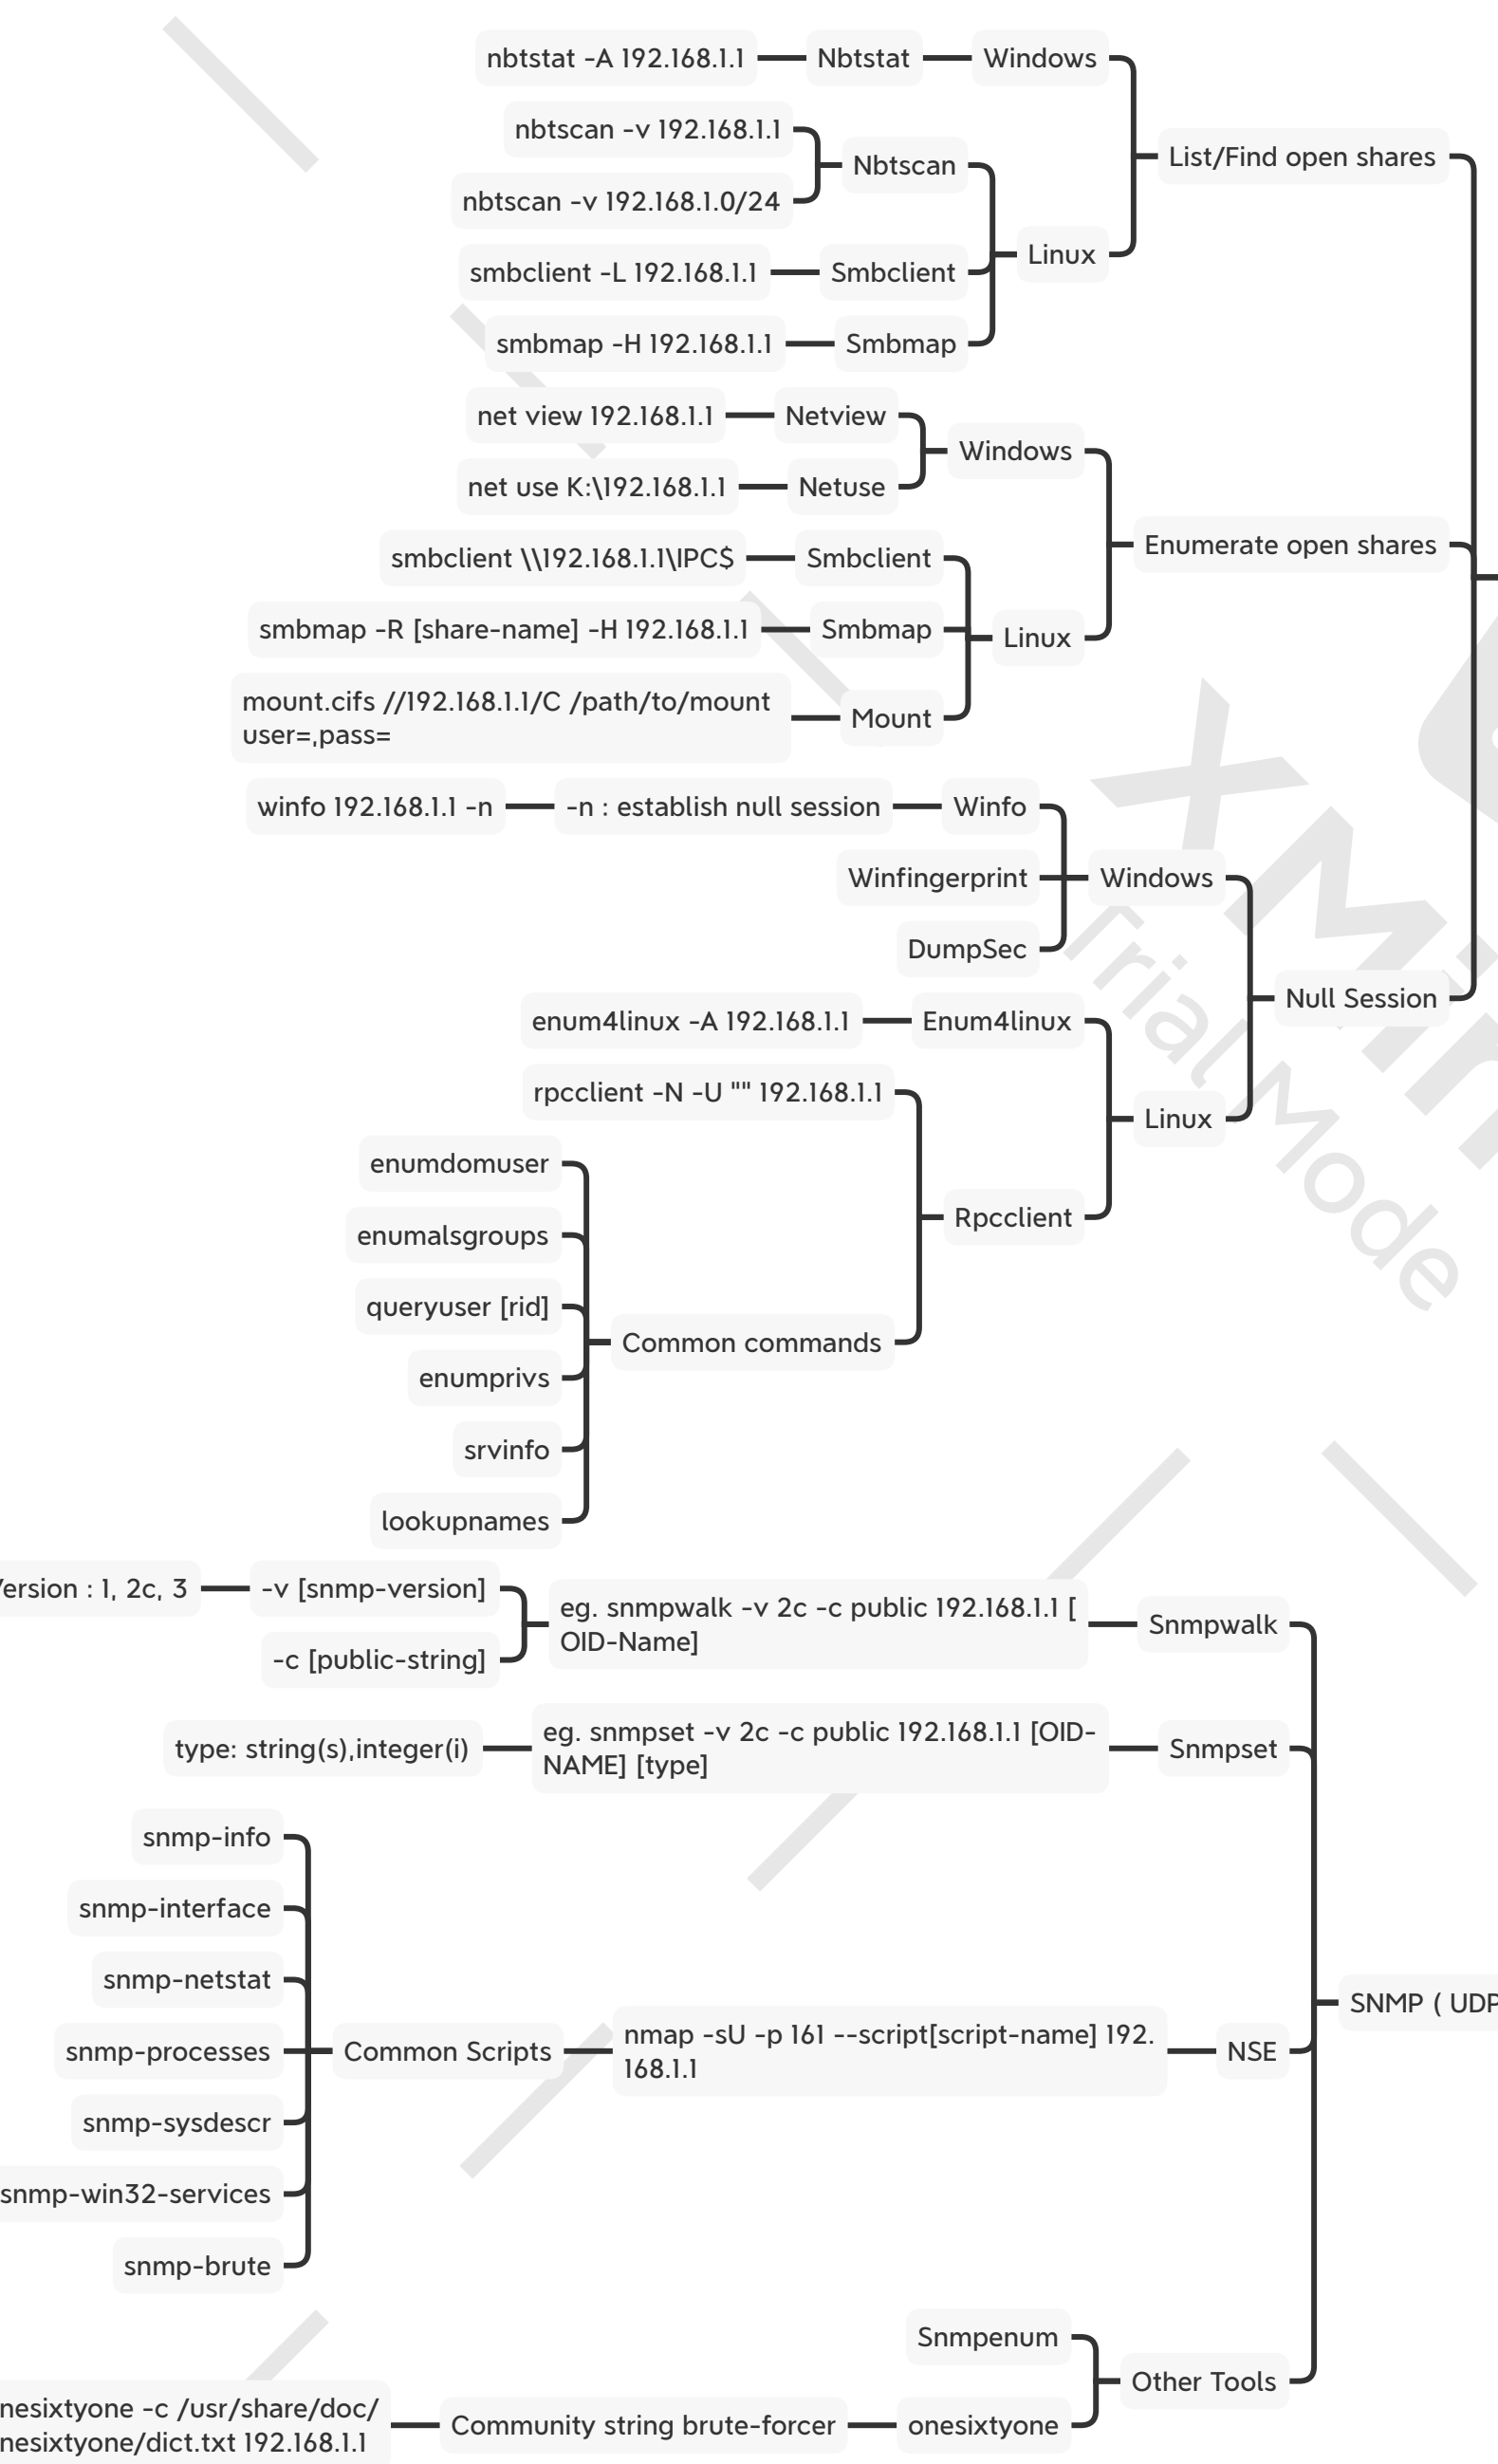 nbtstat -A 192.168.1.1
Nbtstat
Windows
nbtscan -v 192.168.1.1
nbtscan -v 192.168.1.0/24
Nbtscan
List/Find open shares
smbclient -L 192.168.1.1
Smbclient
Linux
smbmap -H 192.168.1.1
Smbmap
net view 192.168.1.1
Netview
Windows
net use K:\192.168.1.1
Netuse
Enumerate open shares
smbclient \\192.168.1.1\IPC$
Smbclient
smbmap -R [share-name] -H 192.168.1.1
Smbmap
Linux
mount.cifs //192.168.1.1/C /path/to/mount
user=,pass=
Mount
winfo 192.168.1.1 -n
-n : establish null session
Winfo
Winfingerprint
Windows
DumpSec
Null Session
enum4linux -A 192.168.1.1
Enum4linux
rpcclient -N -U "" 192.168.1.1
Linux
Rpcclient
enumdomuser
enumalsgroups
queryuser [rid]
Common commands
enumprivs
srvinfo
lookupnames
Trial Mode
ersion : 1, 2c, 3
-v [snmp-version]
-c [public-string]
eg. snmpwalk -v 2c -c public 192.168.1.1 [
OID-Name]
Snmpwalk
type: string(s),integer(i)
eg. snmpset -v 2c -c public 192.168.1.1 [OID-
NAME] [type]
Snmpset
snmp-info
snmp-interface
snmp-netstat
snmp-processes
snmp-sysdescr
snmp-win32-services
snmp-brute
Common Scripts
nmap -sU -p 161 --script[script-name] 192.
168.1.1
NSE
SNMP ( UDP
Snmpenum
Other Tools
nesixtyone -c /usr/share/doc/
nesixtyone/dict.txt 192.168.1.1
Community string brute-forcer
onesixtyone